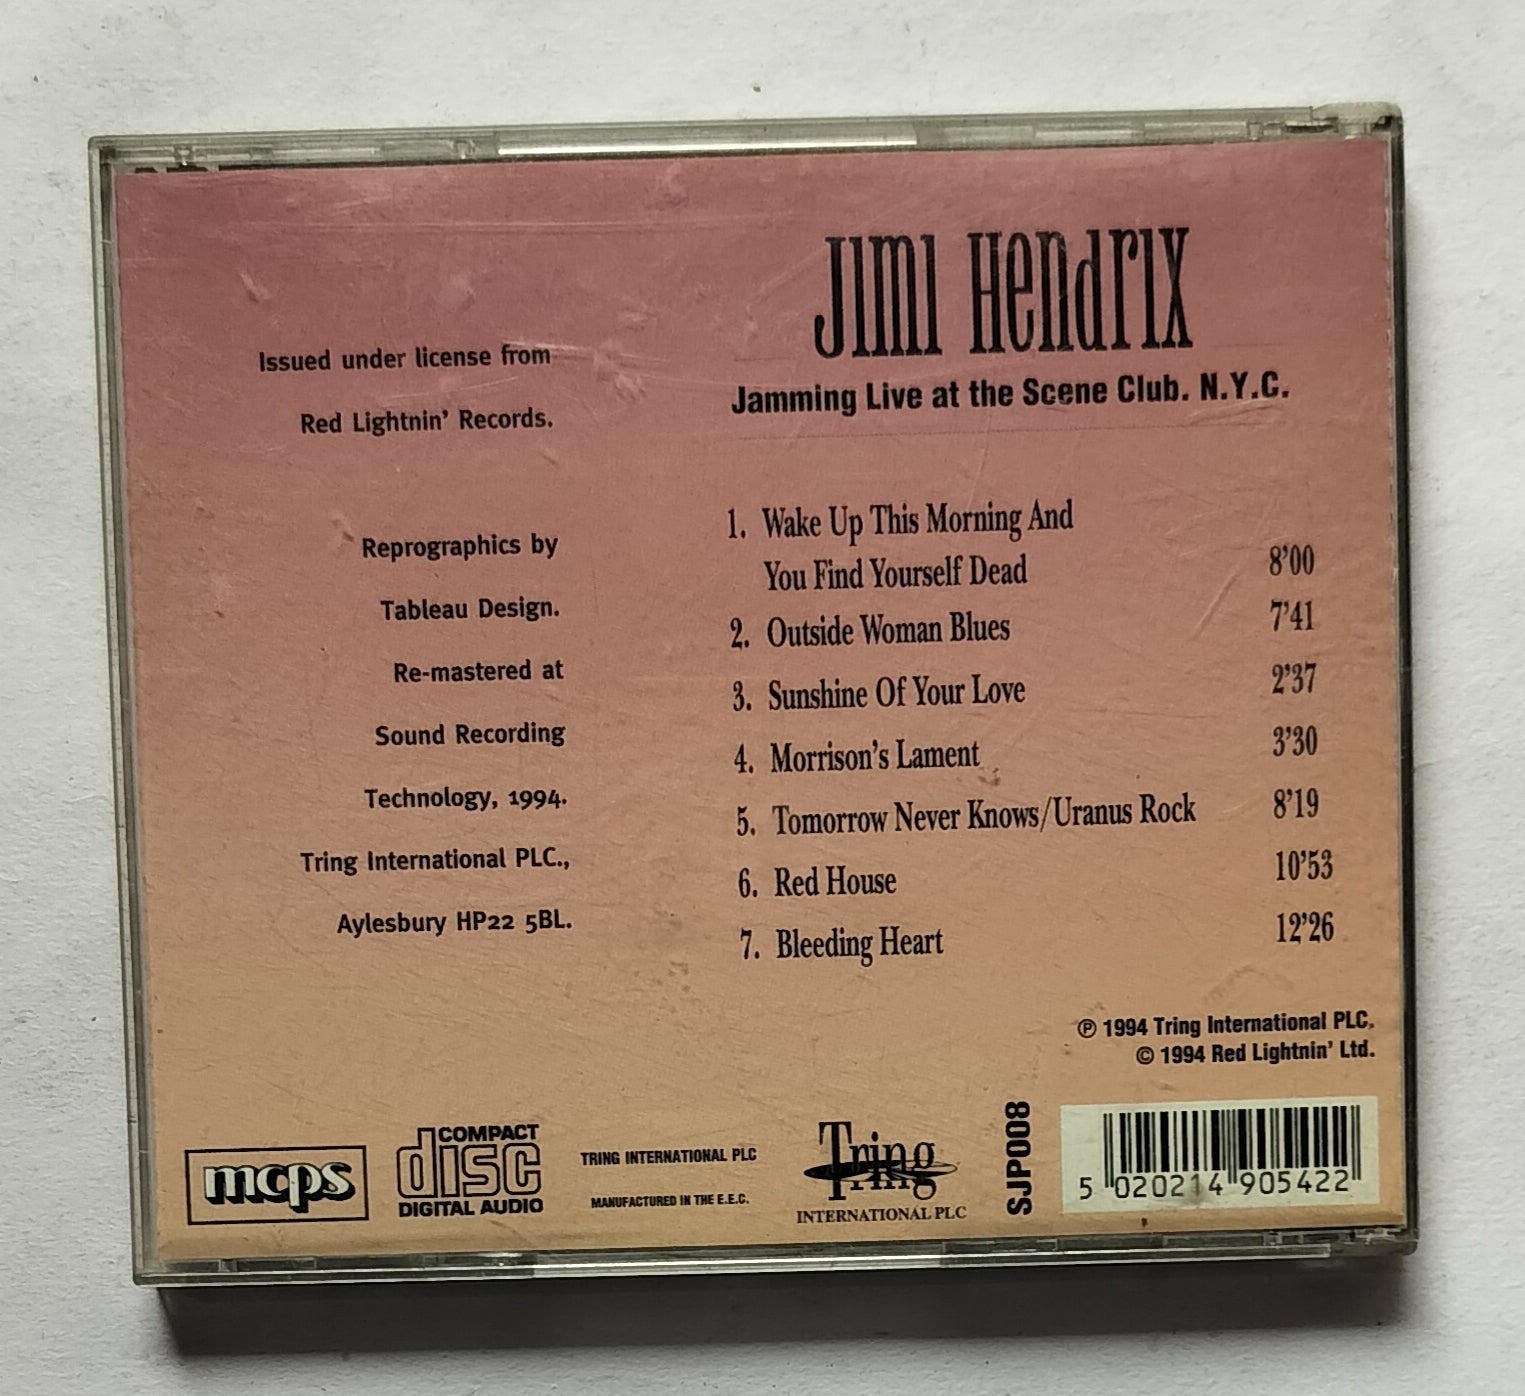 Jimi Hendrix
Jamming Live at the Scene Club. N.Y.C.
Issued under license from
Red Lightnin' Records.
Reprographics by
Tableau Design.
Re-mastered at
Sound Recording
Technology, 1994.
Tring International PLC.,
Aylesbury HP22 5BL.
1. Wake Up This Morning And
You Find Yourself Dead 8'00
2. Outside Woman Blues 7'41
3. Sunshine Of Your Love 2'37
4. Morrison's Lament 3'30
5. Tomorrow Never Knows/Uranus Rock 8'19
6. Red House 10'53
7. Bleeding Heart 12'26
℗ 1994 Tring International PLC.
© 1994 Red Lightnin' Ltd.
mcps
COMPACT
disc
DIGITAL AUDIO
TRING INTERNATIONAL PLC
MANUFACTURED IN THE E.E.C.
Tring
INTERNATIONAL PLC
SJP008
5 020214 905422